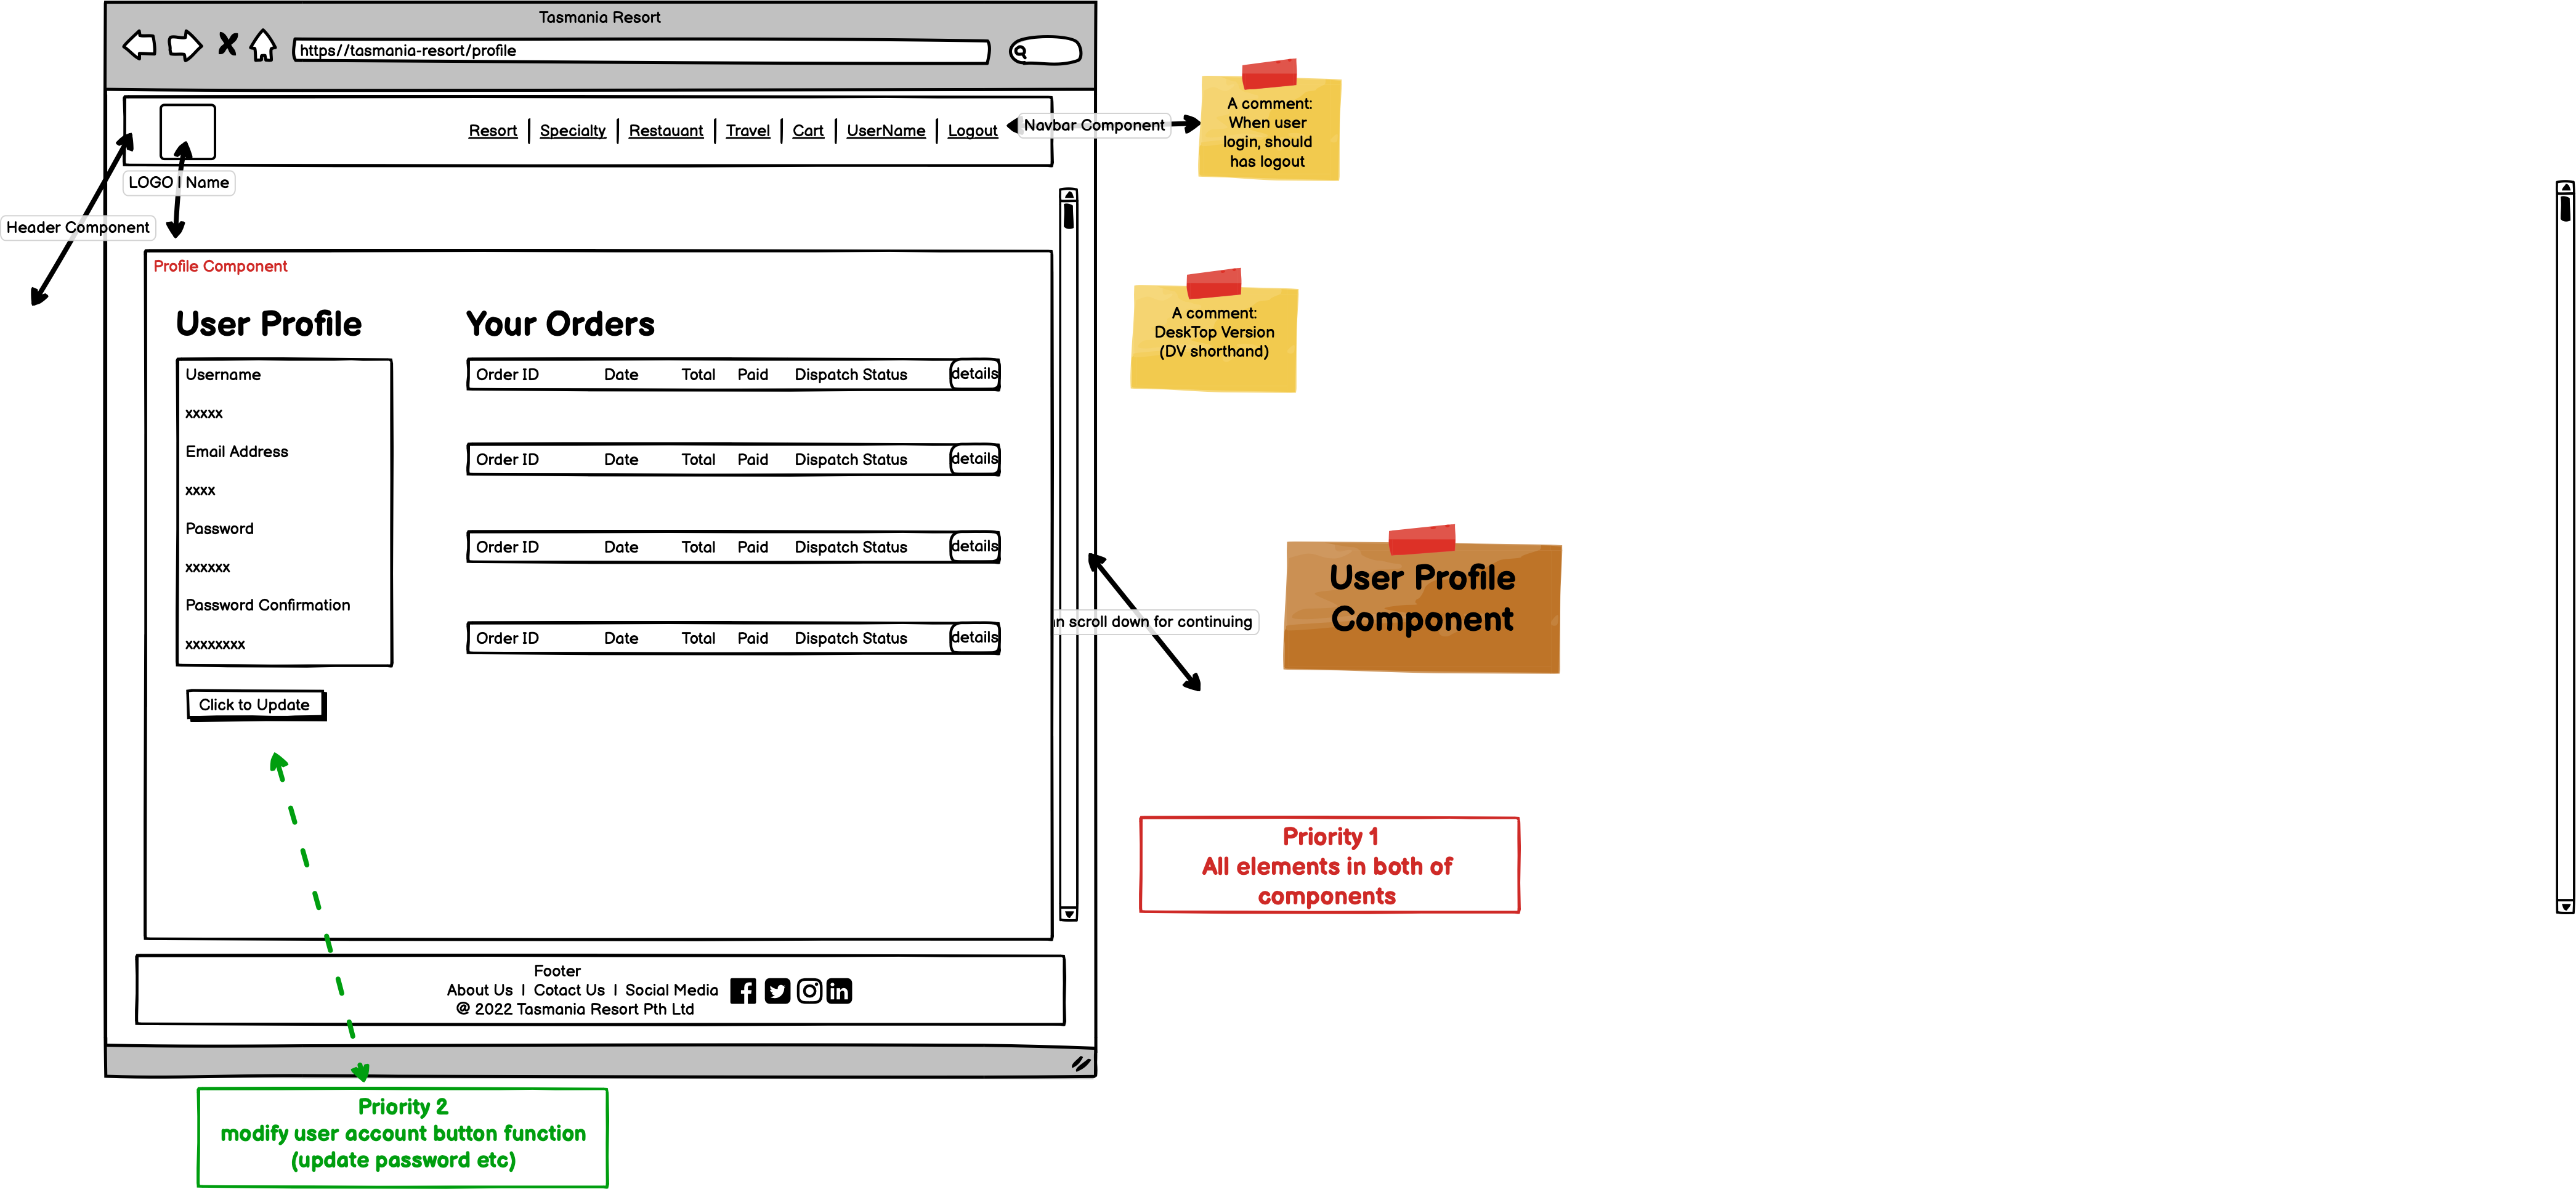 Tasmania Resort
https//tasmania-resort/profile
Resort | Specialty | Restauant | Travel | Cart | UserName | Logout
Navbar Component
A comment:
When user
login, should
has logout
LOGO | Name
Header Component
Profile Component
User Profile
Your Orders
A comment:
DeskTop Version
(DV shorthand)
Username
xxxxx
Email Address
xxxx
Password
xxxxxx
Password Confirmation
xxxxxxxx
Click to Update
Order ID Date Total Paid Dispatch Status details
Order ID Date Total Paid Dispatch Status details
Order ID Date Total Paid Dispatch Status details
Order ID Date Total Paid Dispatch Status details
scroll down for continuing
User Profile
Component
Priority 1
All elements in both of
components
Footer
About Us | Cotact Us | Social Media
@ 2022 Tasmania Resort Pth Ltd
Priority 2
modify user account button function
(update password etc)